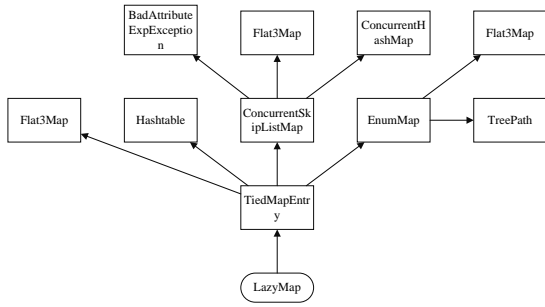 BadAttribute
ExpExceptio
n
Flat3Map
ConcurrentH
ashMap
Flat3Map
Flat3Map
Hashtable
ConcurrentSk
ipListMap
EnumMap
TreePath
TiedMapEntr
y
LazyMap